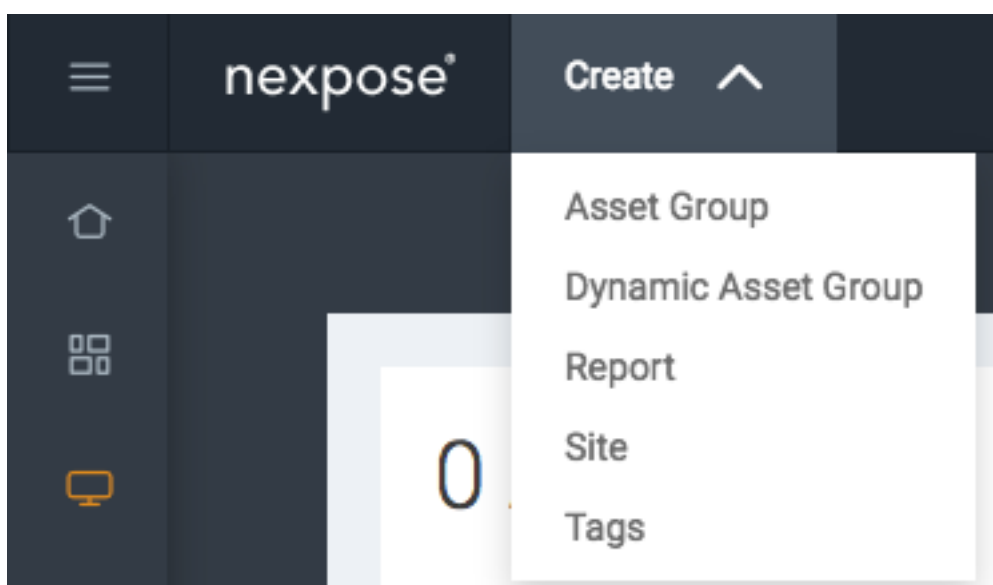 nexpose®
Create
Asset Group
Dynamic Asset Group
Report
Site
Tags
0